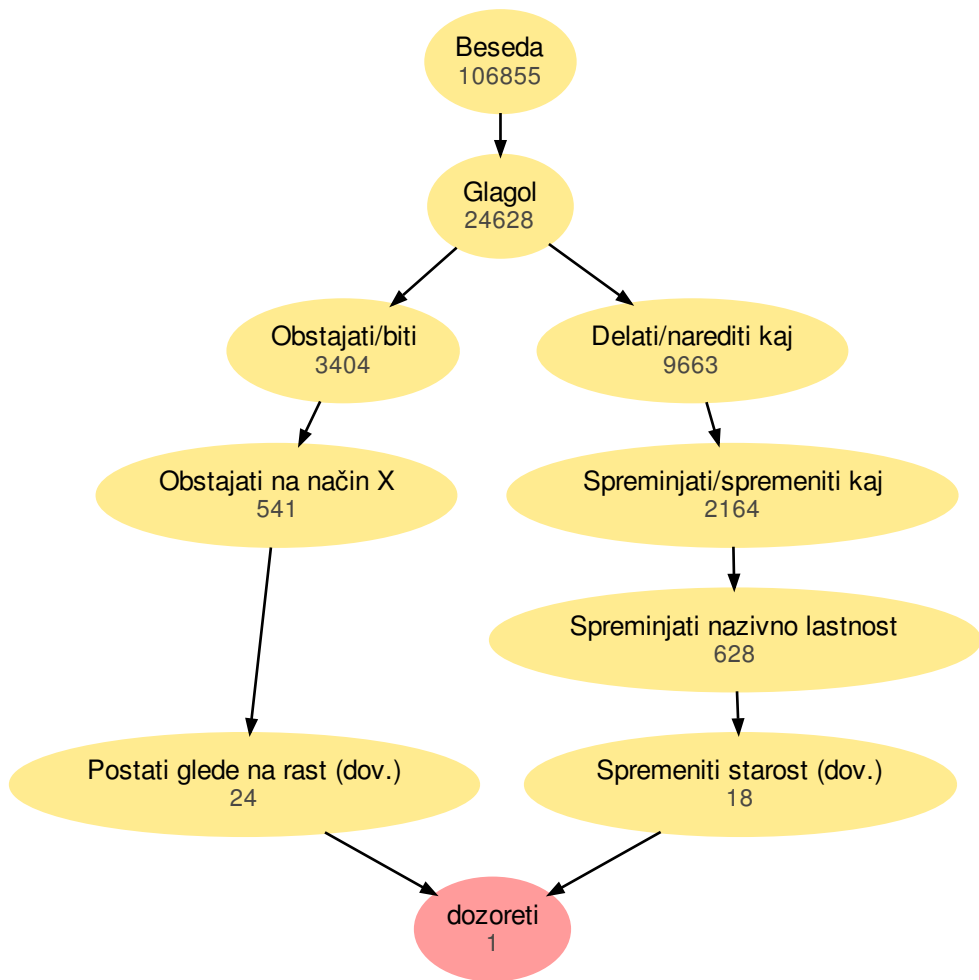 Beseda
106855
Glagol
24628
Obstajati/biti
3404
Delati/narediti kaj
9663
Obstajati na način X
541
Spreminjati/spremeniti kaj
2164
Spreminjati nazivno lastnost
628
Postati glede na rast (dov.)
24
Spremeniti starost (dov.)
18
dozoreti
1